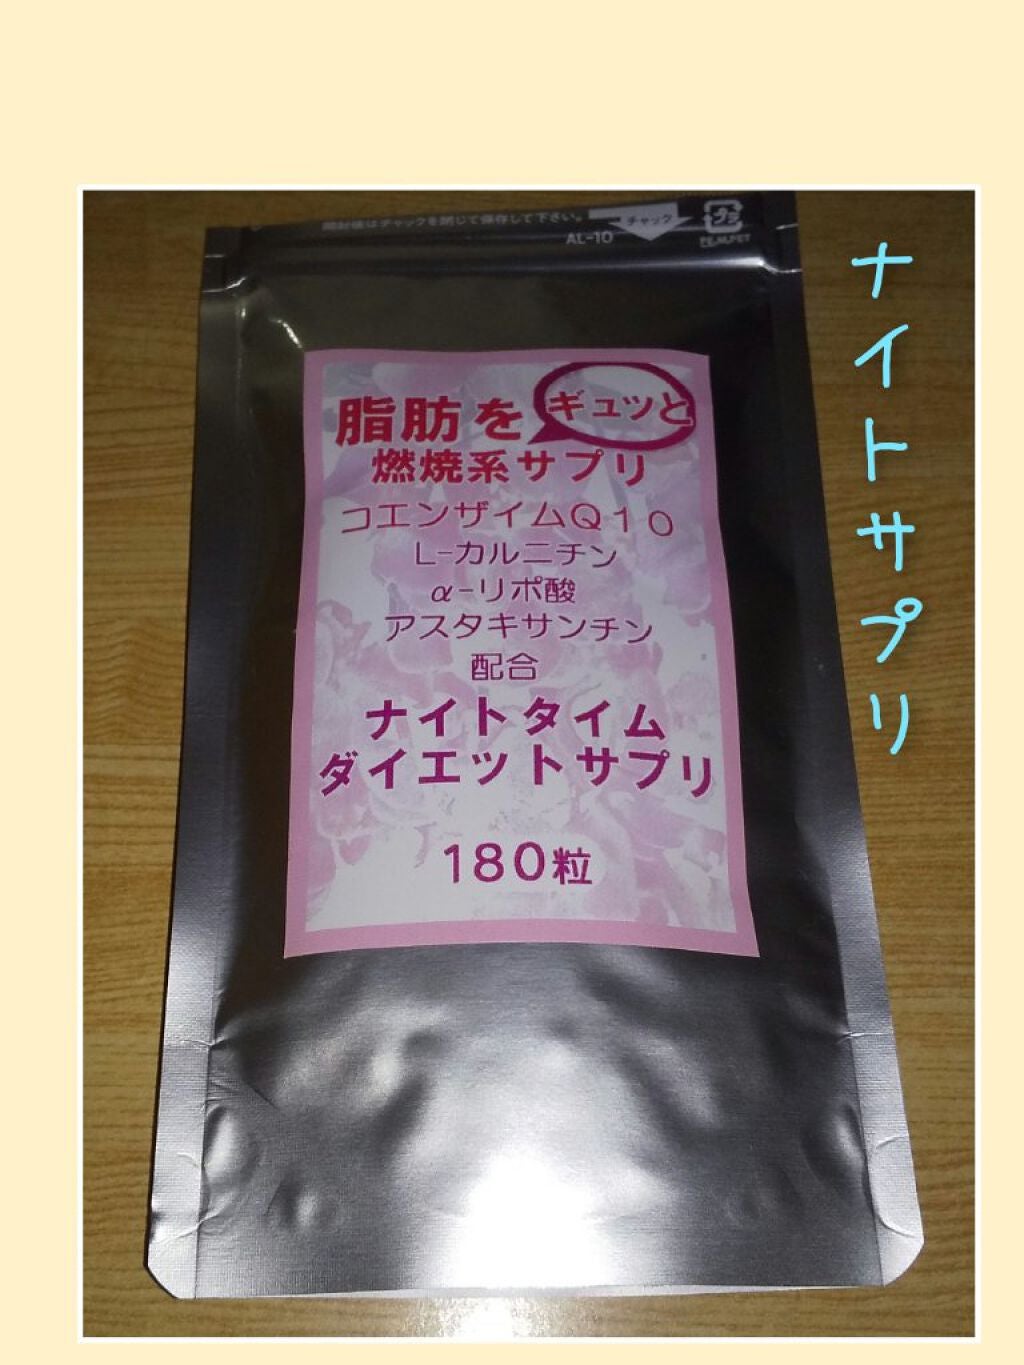 開封後はチャックを閉じて保存して下さい。
チャック
プラ
AL-10
PE,M,PET
脂肪をギュッと
燃焼系サプリ
コエンザイムQ10
L-カルニチン
α-リポ酸
アスタキサンチン
配合
ナイトタイム
ダイエットサプリ
180粒
ナイトサプリ